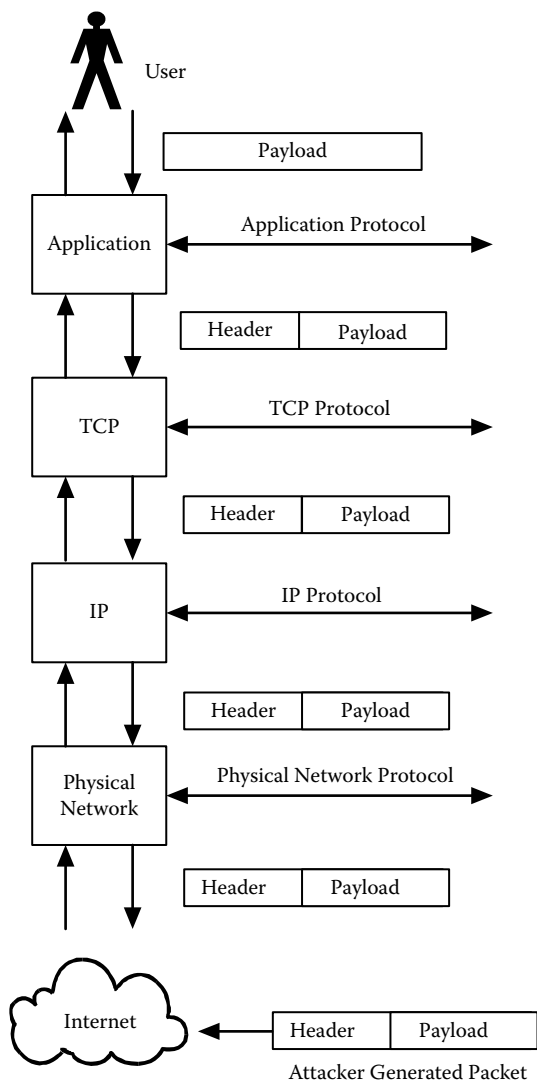 User
Payload
Application
Application Protocol
Header Payload
TCP
TCP Protocol
Header Payload
IP
IP Protocol
Header Payload
Physical
Network
Physical Network Protocol
Header Payload
Internet
Header Payload
Attacker Generated Packet